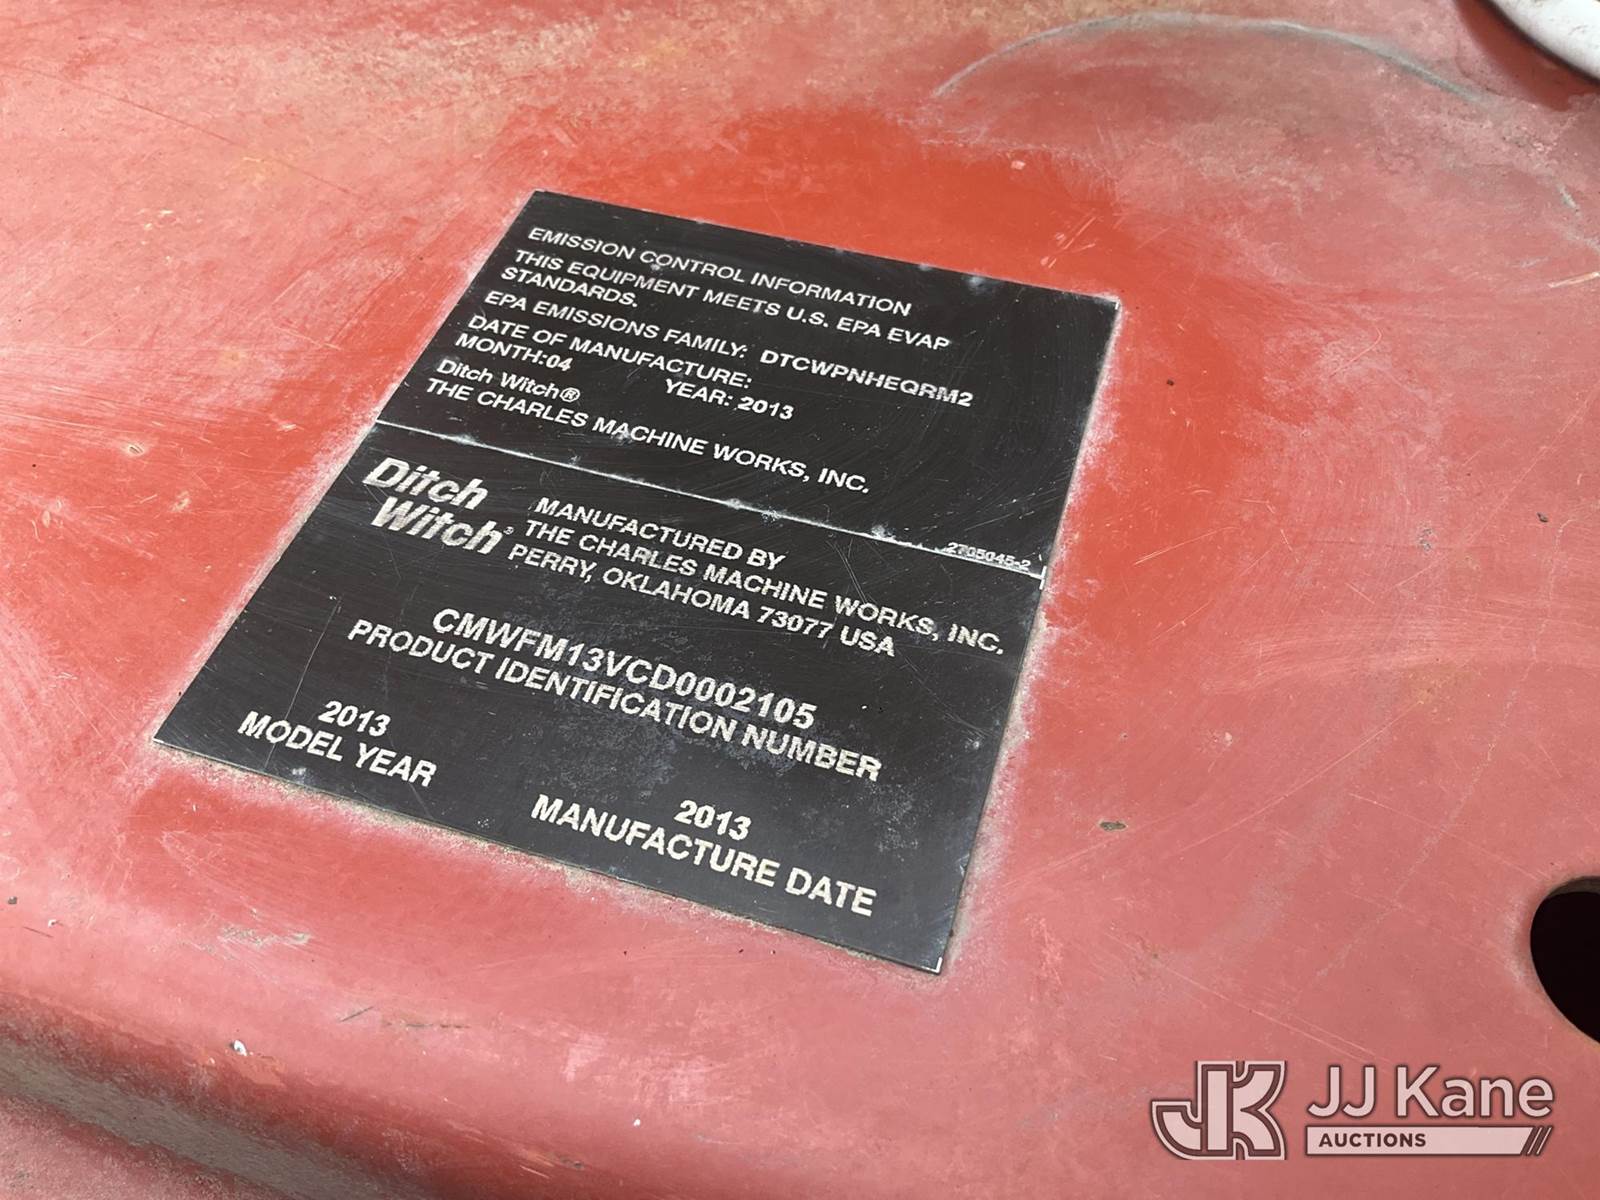 EMISSION CONTROL INFORMATION
THIS EQUIPMENT MEETS U.S. EPA EVAP
STANDARDS.
EPA EMISSIONS FAMILY: DTCWPNHEQRM2
DATE OF MANUFACTURE:
MONTH:04 YEAR: 2013
Ditch Witch®
THE CHARLES MACHINE WORKS, INC.
2705045-2
Ditch
Witch®
MANUFACTURED BY
THE CHARLES MACHINE WORKS, INC.
PERRY, OKLAHOMA 73077 USA
CMWFM13VCD0002105
PRODUCT IDENTIFICATION NUMBER
2013
MODEL YEAR
2013
MANUFACTURE DATE
JK JJ Kane
AUCTIONS